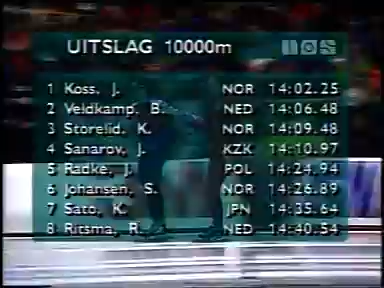 UITSLAG 10000m NOS
1 Koss, J. NOR 14:02.25
2 Veldkamp, B. NED 14:06.48
3 Storelid, K. NOR 14:09.48
4 Sanarov, J. KZK 14:10.97
5 Radke, J. POL 14:24.94
6 Johansen, S. NOR 14:26.89
7 Sato, K. JPN 14:35.64
8 Ritsma, R. NED 14:40.54